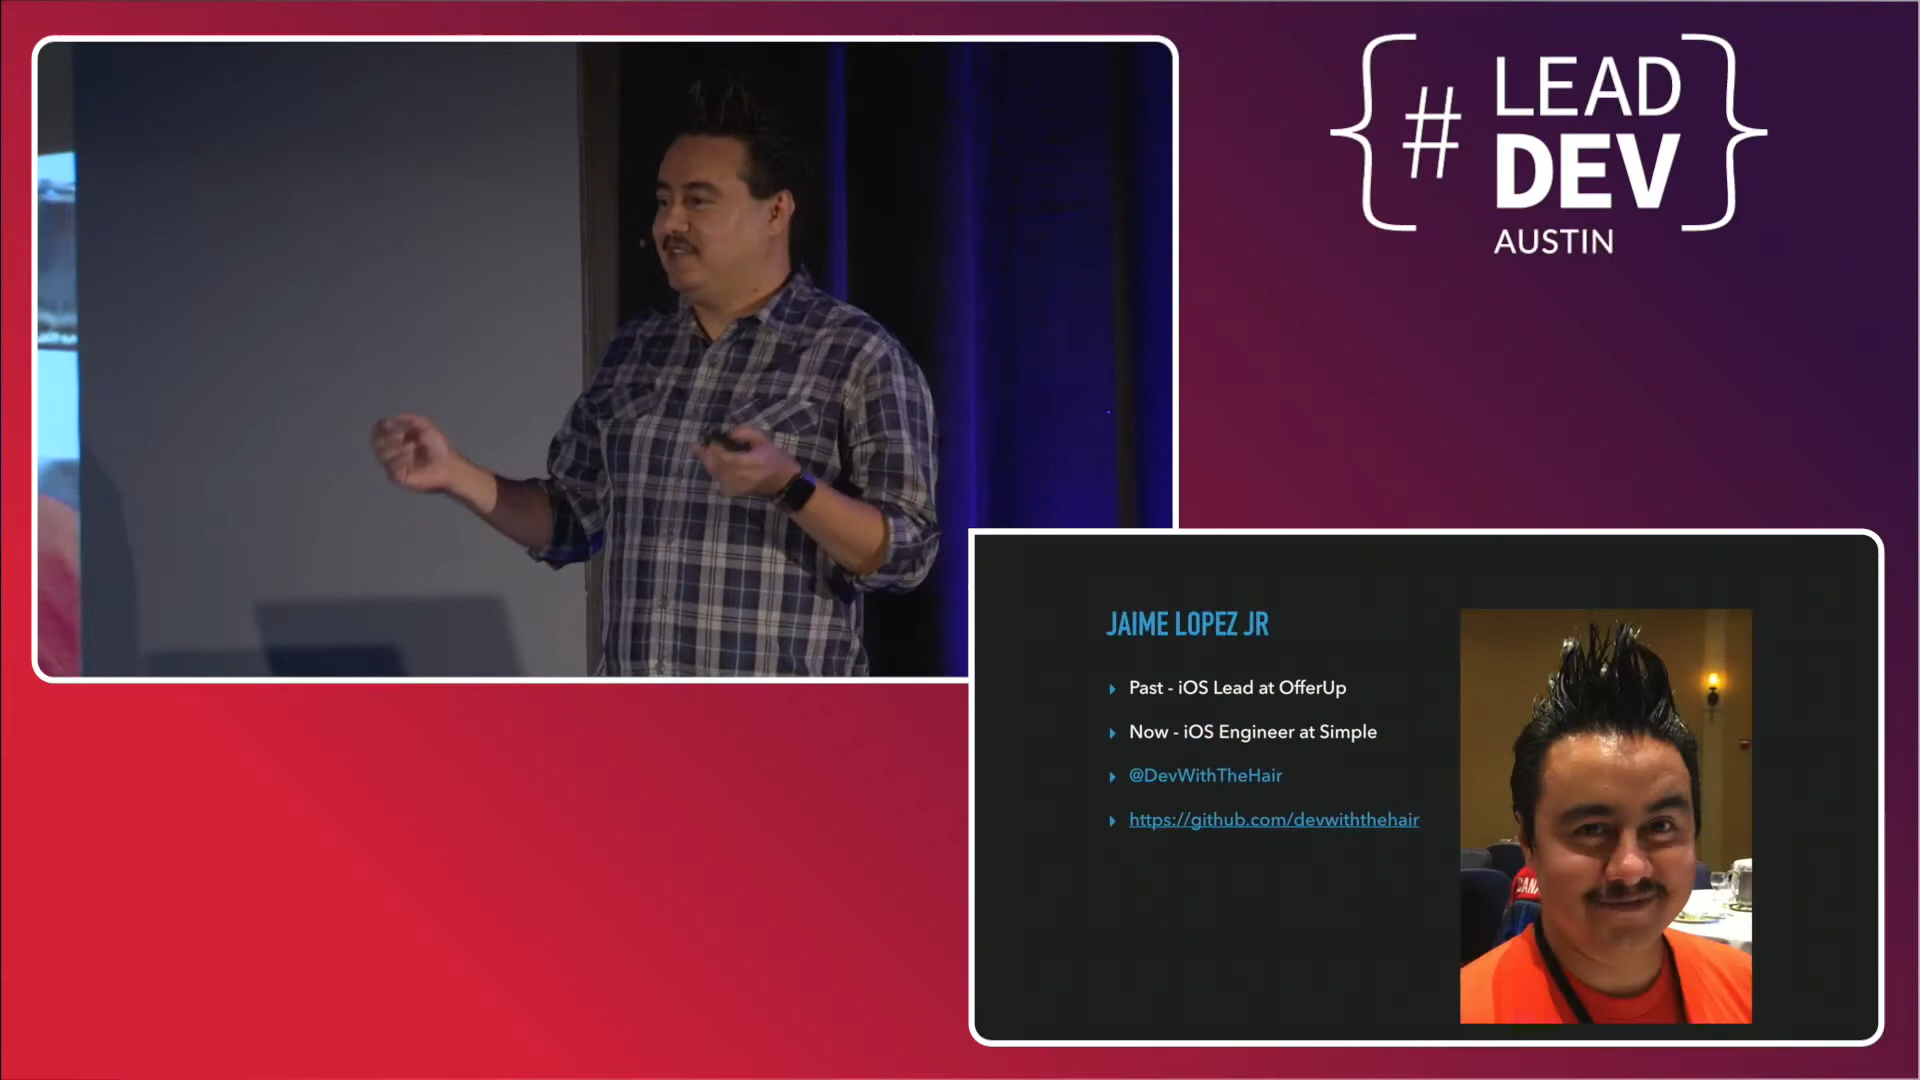 # LEAD
DEV
AUSTIN
JAIME LOPEZ JR
Past - iOS Lead at OfferUp
Now - iOS Engineer at Simple
@DevWithTheHair
https://github.com/devwiththehair